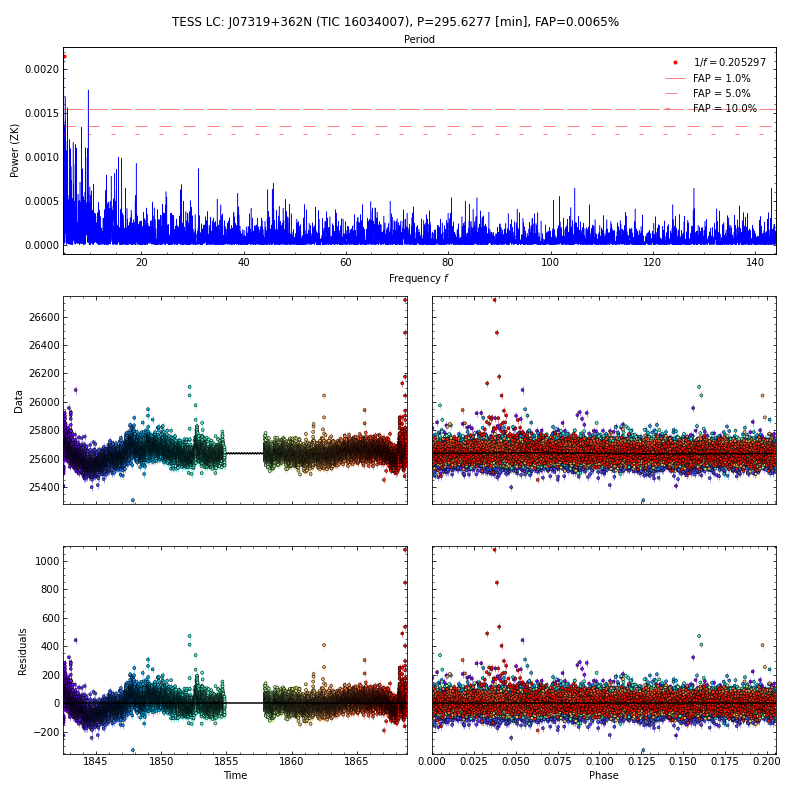 TESS LC: J07319+362N (TIC 16034007), P=295.6277 [min], FAP=0.0065%
Period
1/f = 0.205297
FAP = 1.0%
FAP = 5.0%
FAP = 10.0%
Power (ZK)
0.0020
0.0015
0.0010
0.0005
0.0000
20 40 60 80 100 120 140
Frequency f
Data
26600
26400
26200
26000
25800
25600
25400
Residuals
1000
800
600
400
200
0
−200
1845 1850 1855 1860 1865
Time
0.000 0.025 0.050 0.075 0.100 0.125 0.150 0.175 0.200
Phase